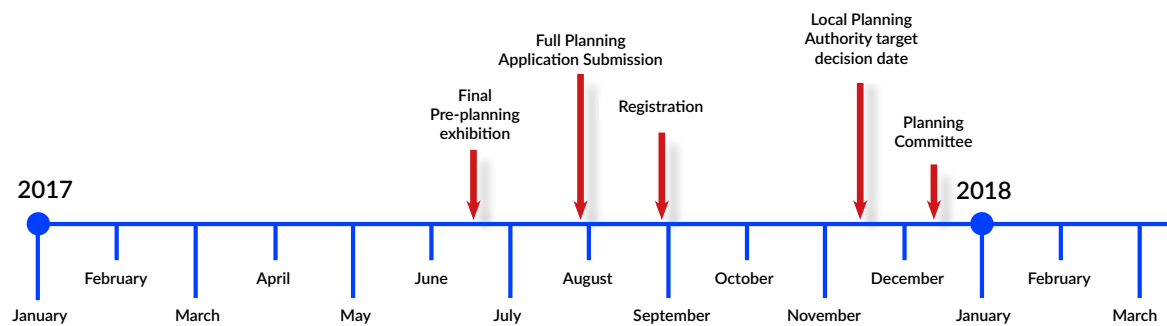 Local Planning
Authority target
decision date
Full Planning
Application Submission
Final
Pre-planning
exhibition
Registration
Planning
Committee
2017
2018
February
April
June
August
October
December
February
January
March
May
July
September
November
January
March